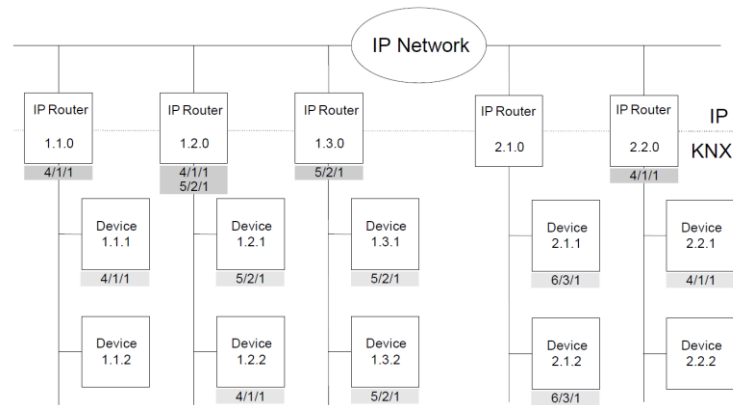 IP Network
IP Router
1.1.0
4/1/1
IP Router
1.2.0
4/1/1
5/2/1
IP Router
1.3.0
5/2/1
IP Router
2.1.0
IP Router
2.2.0
4/1/1
IP
KNX
Device
1.1.1
4/1/1
Device
1.2.1
5/2/1
Device
1.3.1
5/2/1
Device
2.1.1
6/3/1
Device
2.2.1
4/1/1
Device
1.1.2
Device
1.2.2
4/1/1
Device
1.3.2
5/2/1
Device
2.1.2
6/3/1
Device
2.2.2